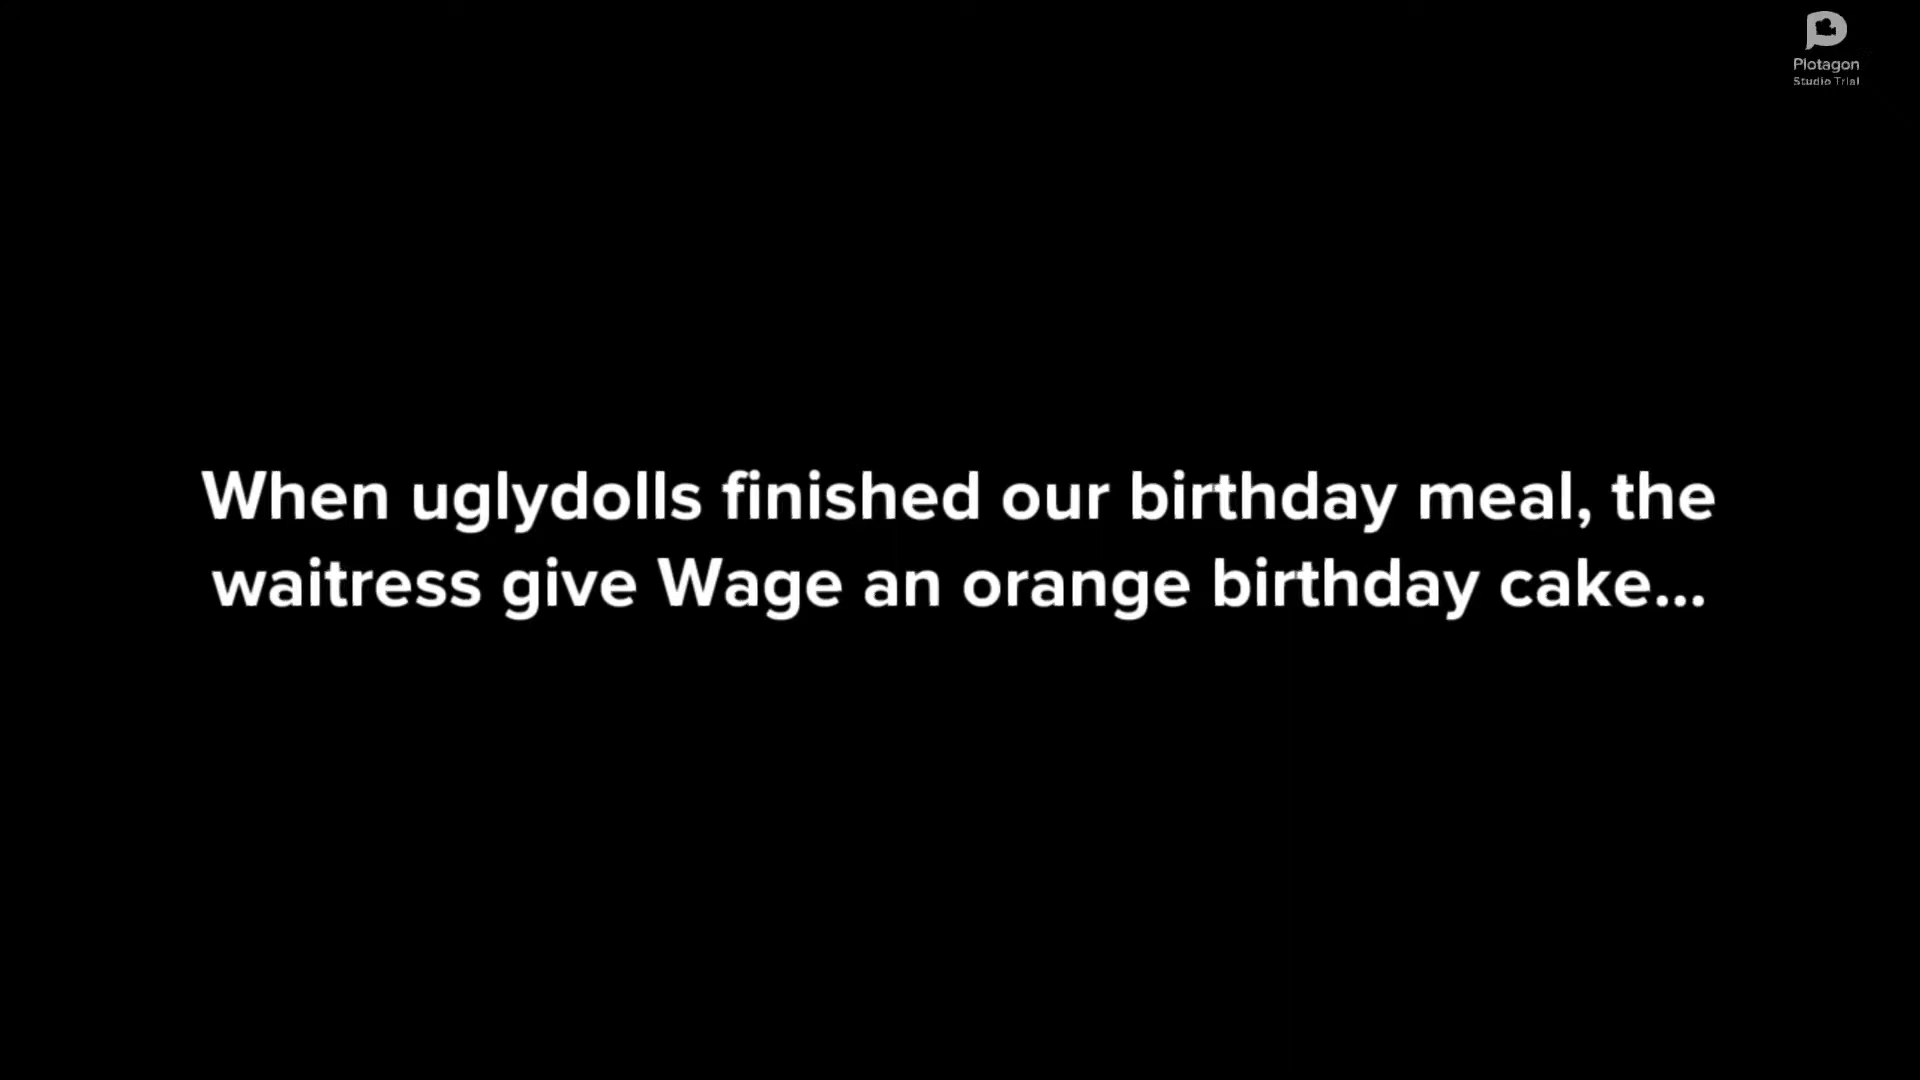 Plotagon
Studio Trial
When uglydolls finished our birthday meal, the
waitress give Wage an orange birthday cake...